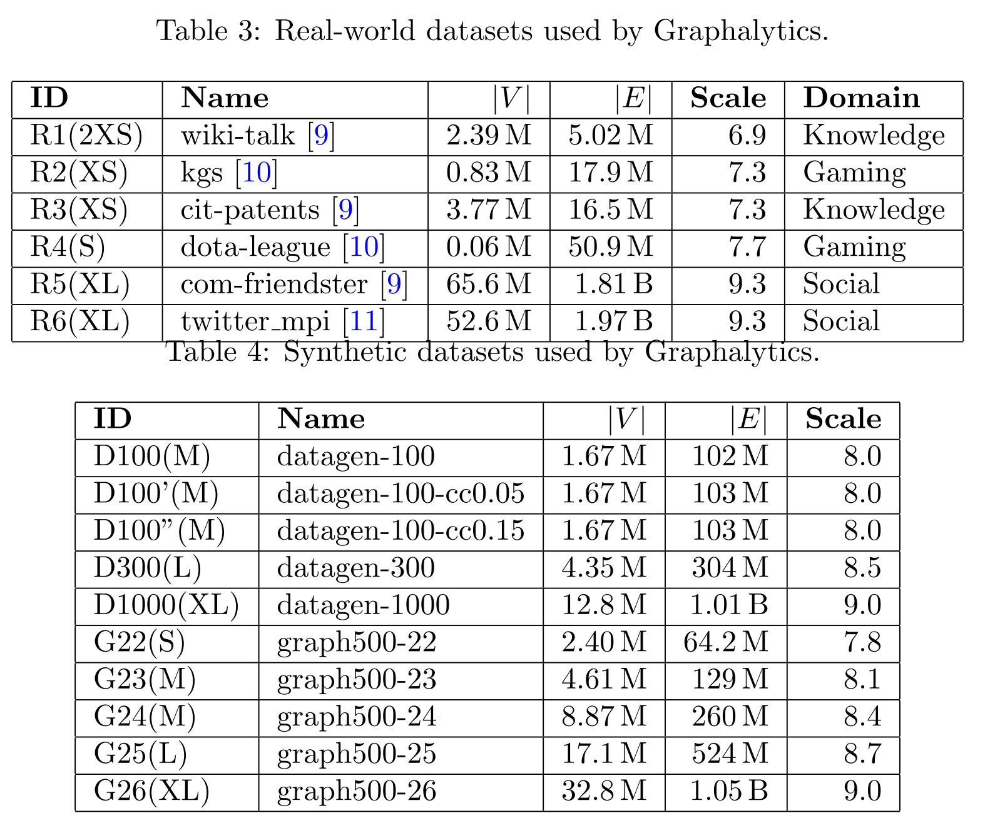 Table 3: Real-world datasets used by Graphalytics.
ID Name |V| |E| Scale Domain
R1(2XS) wiki-talk [9] 2.39 M 5.02 M 6.9 Knowledge
R2(XS) kgs [10] 0.83 M 17.9 M 7.3 Gaming
R3(XS) cit-patents [9] 3.77 M 16.5 M 7.3 Knowledge
R4(S) dota-league [10] 0.06 M 50.9 M 7.7 Gaming
R5(XL) com-friendster [9] 65.6 M 1.81 B 9.3 Social
R6(XL) twitter_mpi [11] 52.6 M 1.97 B 9.3 Social
Table 4: Synthetic datasets used by Graphalytics.
ID Name |V| |E| Scale
D100(M) datagen-100 1.67 M 102 M 8.0
D100’(M) datagen-100-cc0.05 1.67 M 103 M 8.0
D100”(M) datagen-100-cc0.15 1.67 M 103 M 8.0
D300(L) datagen-300 4.35 M 304 M 8.5
D1000(XL) datagen-1000 12.8 M 1.01 B 9.0
G22(S) graph500-22 2.40 M 64.2 M 7.8
G23(M) graph500-23 4.61 M 129 M 8.1
G24(M) graph500-24 8.87 M 260 M 8.4
G25(L) graph500-25 17.1 M 524 M 8.7
G26(XL) graph500-26 32.8 M 1.05 B 9.0